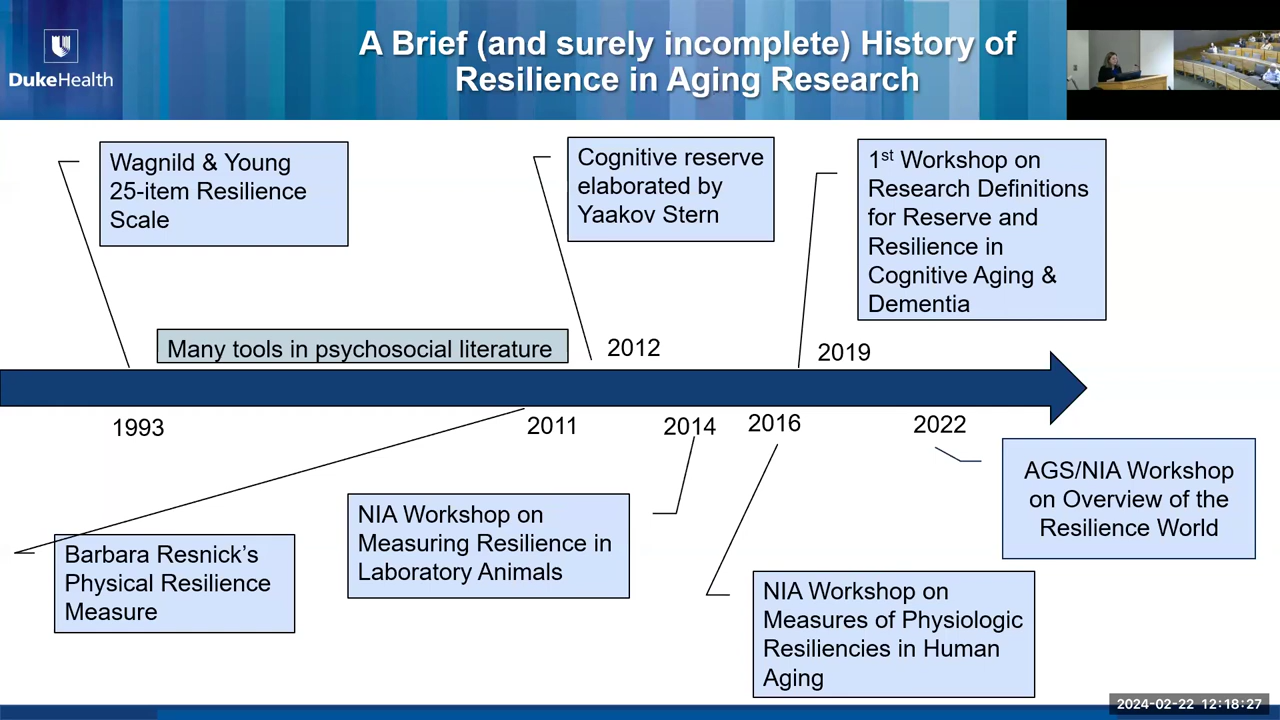 DukeHealth
A Brief (and surely incomplete) History of
Resilience in Aging Research
Wagnild & Young
25-item Resilience
Scale
Cognitive reserve
elaborated by
Yaakov Stern
1st Workshop on
Research Definitions
for Reserve and
Resilience in
Cognitive Aging &
Dementia
Many tools in psychosocial literature
2012
2019
1993
2011
2014
2016
2022
Barbara Resnick’s
Physical Resilience
Measure
NIA Workshop on
Measuring Resilience in
Laboratory Animals
NIA Workshop on
Measures of Physiologic
Resiliencies in Human
Aging
AGS/NIA Workshop
on Overview of the
Resilience World
2024-02-22 12:18:27